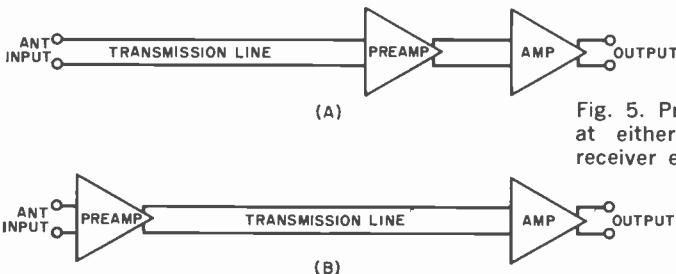 ANT
INPUT
TRANSMISSION LINE
PREAMP
AMP
OUTPUT
(A)
Fig. 5.
at either
receiver
ANT
INPUT
PREAMP
TRANSMISSION LINE
AMP
OUTPUT
(B)